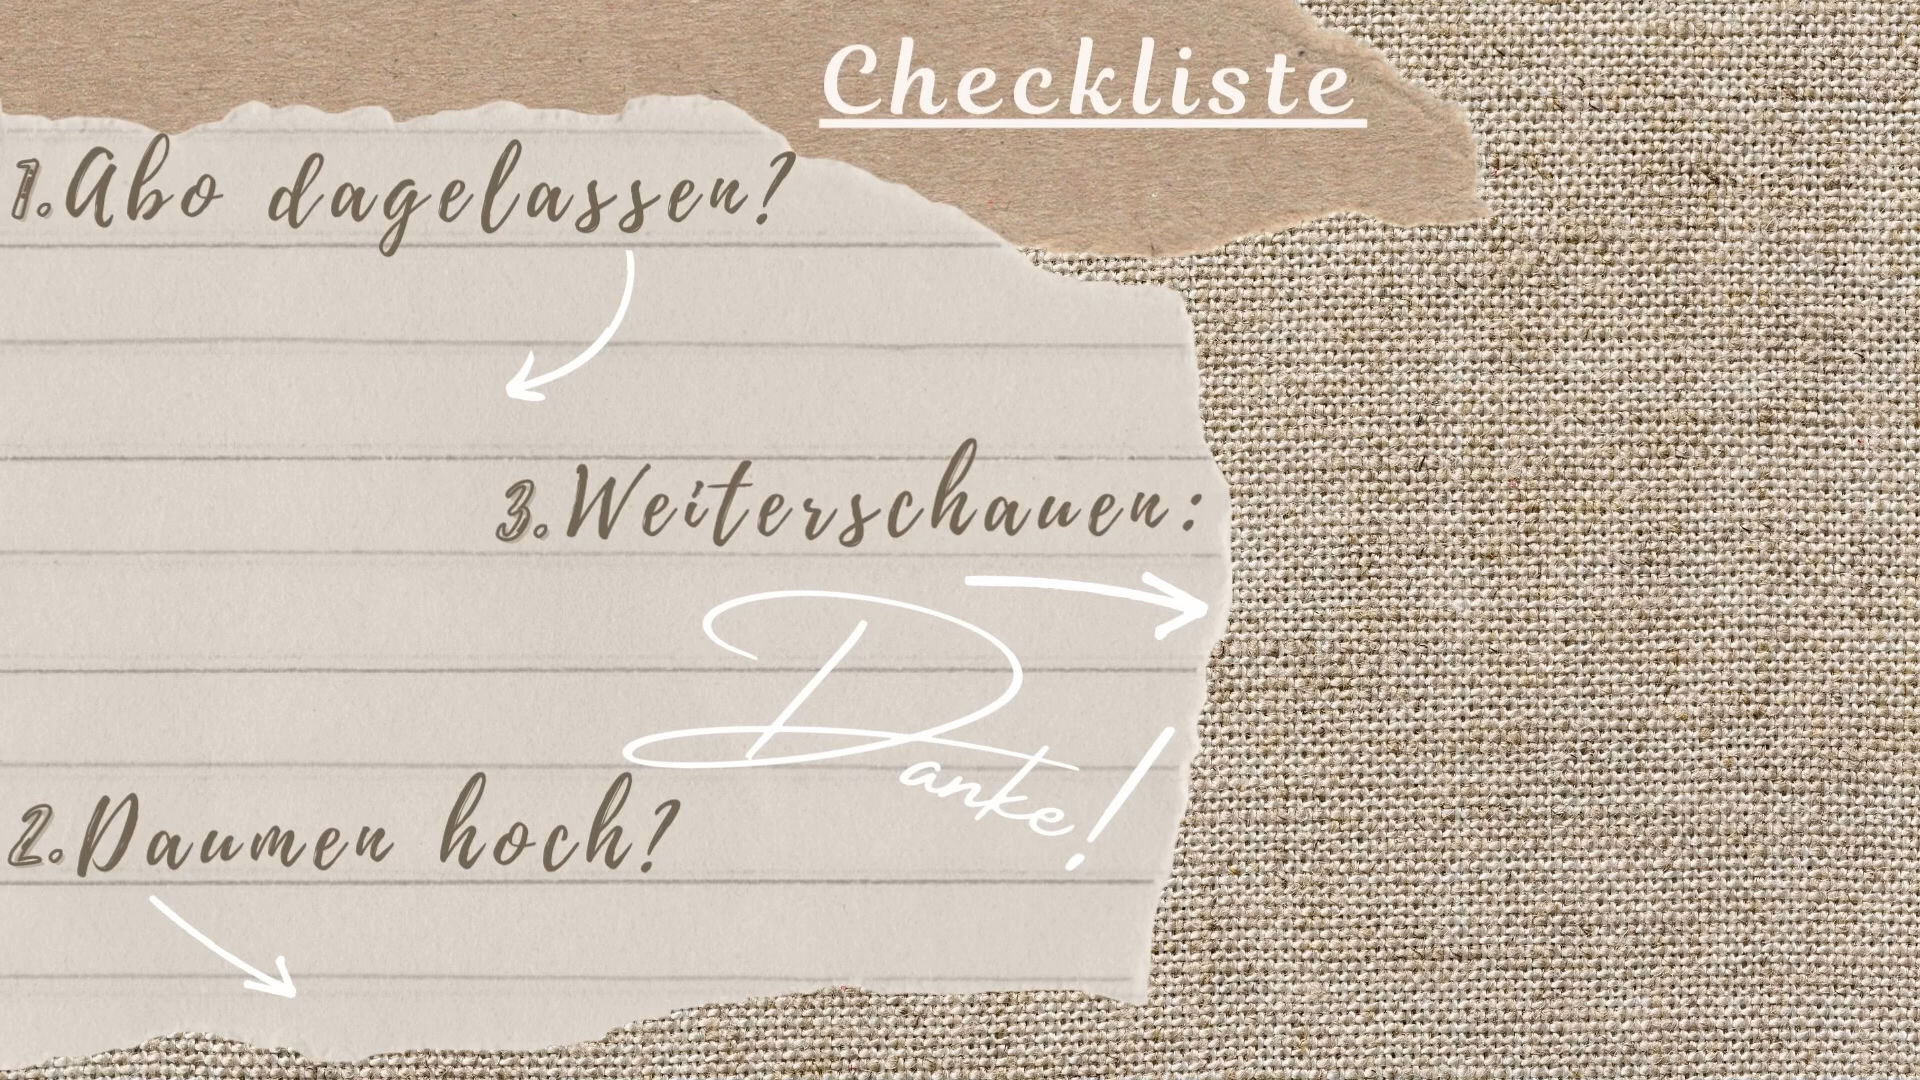 Checkliste
1.Abo dagelassen?
3.Weiterschauen:
Danke!
2.Daumen hoch?